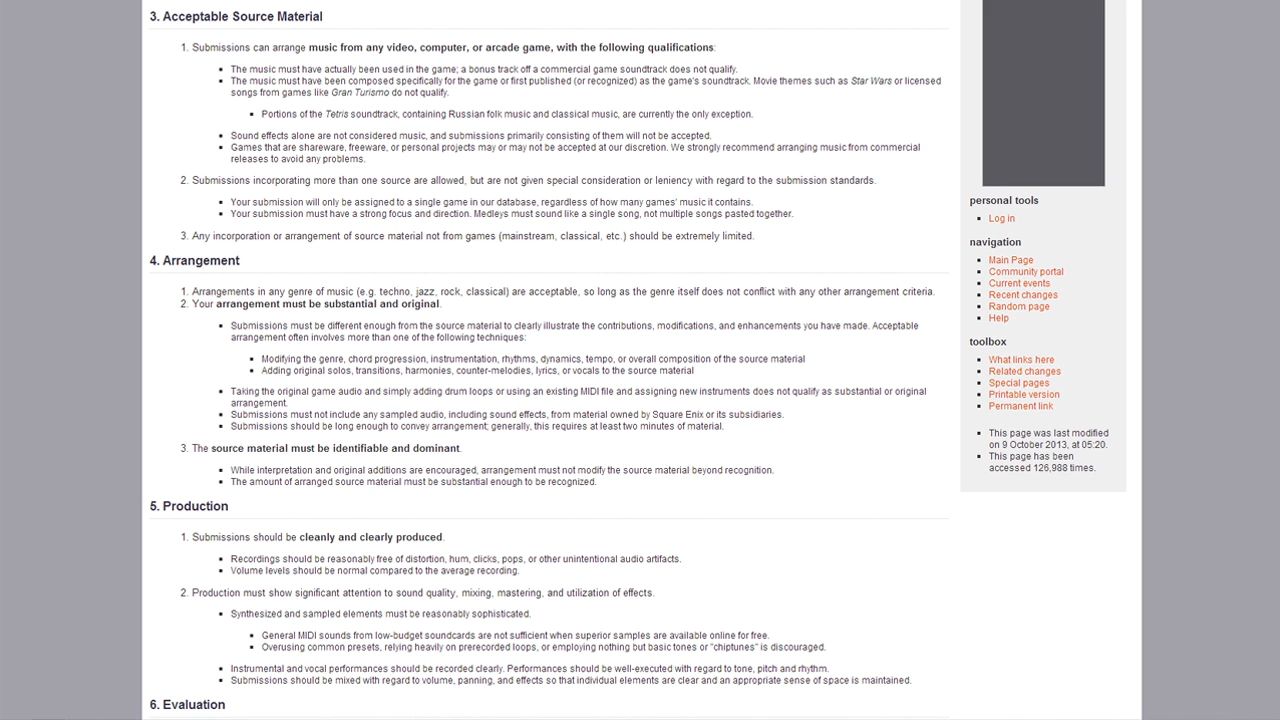 3. Acceptable Source Material
1. Submissions can arrange music from any video, computer, or arcade game, with the following qualifications:
The music must have actually been used in the game; a bonus track off a commercial game soundtrack does not qualify.
The music must have been composed specifically for the game or first published (or recognized) as the game's soundtrack. Movie themes such as Star Wars or licensed
songs from games like Gran Turismo do not qualify.
Portions of the Tetris soundtrack, containing Russian folk music and classical music, are currently the only exception.
Sound effects alone are not considered music, and submissions primarily consisting of them will not be accepted.
Games that are shareware, freeware, or personal projects may or may not be accepted at our discretion. We strongly recommend arranging music from commercial
releases to avoid any problems.
2. Submissions incorporating more than one source are allowed, but are not given special consideration or leniency with regard to the submission standards.
Your submission will only be assigned to a single game in our database, regardless of how many games' music it contains.
Your submission must have a strong focus and direction. Medleys must sound like a single song, not multiple songs pasted together.
3. Any incorporation or arrangement of source material not from games (mainstream, classical, etc.) should be extremely limited.
4. Arrangement
1. Arrangements in any genre of music (e.g. techno, jazz, rock, classical) are acceptable, so long as the genre itself does not conflict with any other arrangement criteria.
2. Your arrangement must be substantial and original.
Submissions must be different enough from the source material to clearly illustrate the contributions, modifications, and enhancements you have made. Acceptable
arrangement often involves more than one of the following techniques:
Modifying the genre, chord progression, instrumentation, rhythms, dynamics, tempo, or overall composition of the source material
Adding original solos, transitions, harmonies, counter-melodies, lyrics, or vocals to the source material
Taking the original game audio and simply adding drum loops or using an existing MIDI file and assigning new instruments does not qualify as substantial or original
arrangement.
Submissions must not include any sampled audio, including sound effects, from material owned by Square Enix or its subsidiaries.
Submissions should be long enough to convey arrangement; generally, this requires at least two minutes of material.
3. The source material must be identifiable and dominant.
While interpretation and original additions are encouraged, arrangement must not modify the source material beyond recognition.
The amount of arranged source material must be substantial enough to be recognized.
5. Production
1. Submissions should be cleanly and clearly produced.
Recordings should be reasonably free of distortion, hum, clicks, pops, or other unintentional audio artifacts.
Volume levels should be normal compared to the average recording.
2. Production must show significant attention to sound quality, mixing, mastering, and utilization of effects.
Synthesized and sampled elements must be reasonably sophisticated.
General MIDI sounds from low-budget soundcards are not sufficient when superior samples are available online for free.
Overusing common presets, relying heavily on prerecorded loops, or employing nothing but basic tones or "chiptunes" is discouraged.
Instrumental and vocal performances should be recorded clearly. Performances should be well-executed with regard to tone, pitch and rhythm.
Submissions should be mixed with regard to volume, panning, and effects so that individual elements are clear and an appropriate sense of space is maintained.
6. Evaluation
personal tools
Log in
navigation
Main Page
Community portal
Current events
Recent changes
Random page
Help
toolbox
What links here
Related changes
Special pages
Printable version
Permanent link
This page was last modified
on 9 October 2013, at 05:20.
This page has been
accessed 126,988 times.